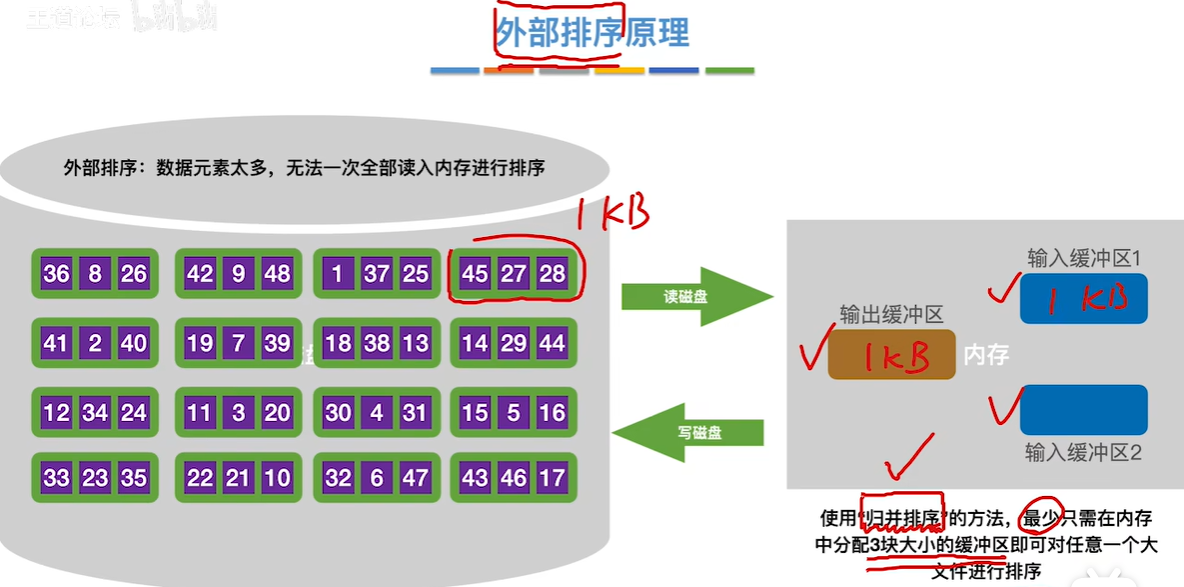 王道论坛 bilibili
外部排序原理
外部排序：数据元素太多，无法一次全部读入内存进行排序
1 KB
36 8 26 42 9 48 1 37 25 45 27 28
41 2 40 19 7 39 18 38 13 14 29 44
12 34 24 11 3 20 30 4 31 15 5 16
33 23 35 22 21 10 32 6 47 43 46 17
读磁盘
写磁盘
输入缓冲区1
1 KB
输出缓冲区
1KB
内存
输入缓冲区2
使用“归并排序”的方法，最少只需在内存
中分配3块大小的缓冲区即可对任意一个大
文件进行排序